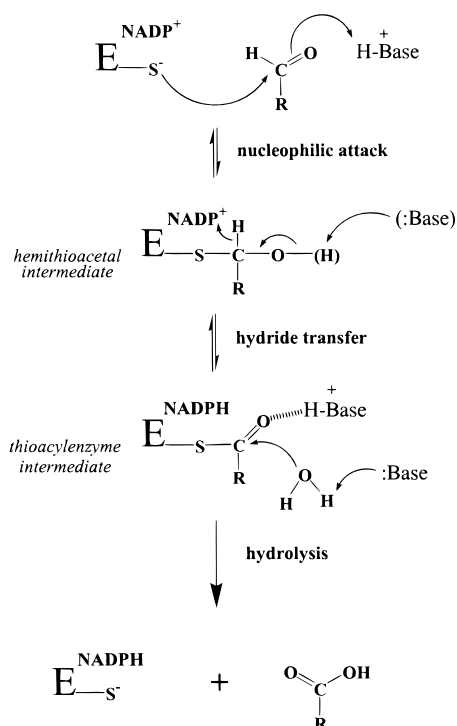 NADP+
E S- H C O R H-Base +
nucleophilic attack
NADP+
H
(:Base)
hemithioacetal
intermediate
E S C O (H)
R
hydride transfer
NADPH
O H-Base +
thioacylenzyme
intermediate
E S C
R
O
H H
:Base
hydrolysis
NADPH
E S- + O C OH
R